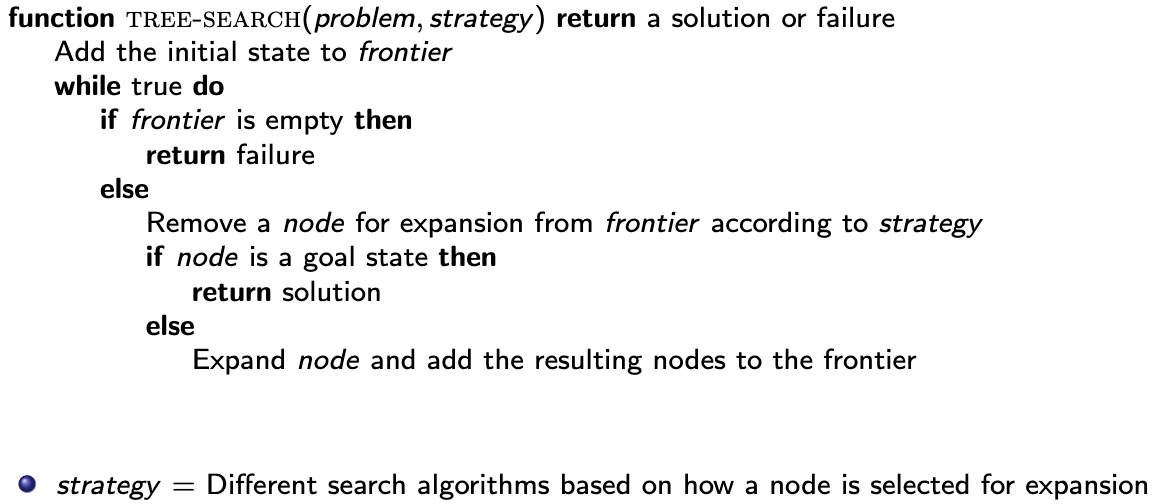 function TREE-SEARCH(problem, strategy) return a solution or failure
Add the initial state to frontier
while true do
if frontier is empty then
return failure
else
Remove a node for expansion from frontier according to strategy
if node is a goal state then
return solution
else
Expand node and add the resulting nodes to the frontier
strategy = Different search algorithms based on how a node is selected for expansion